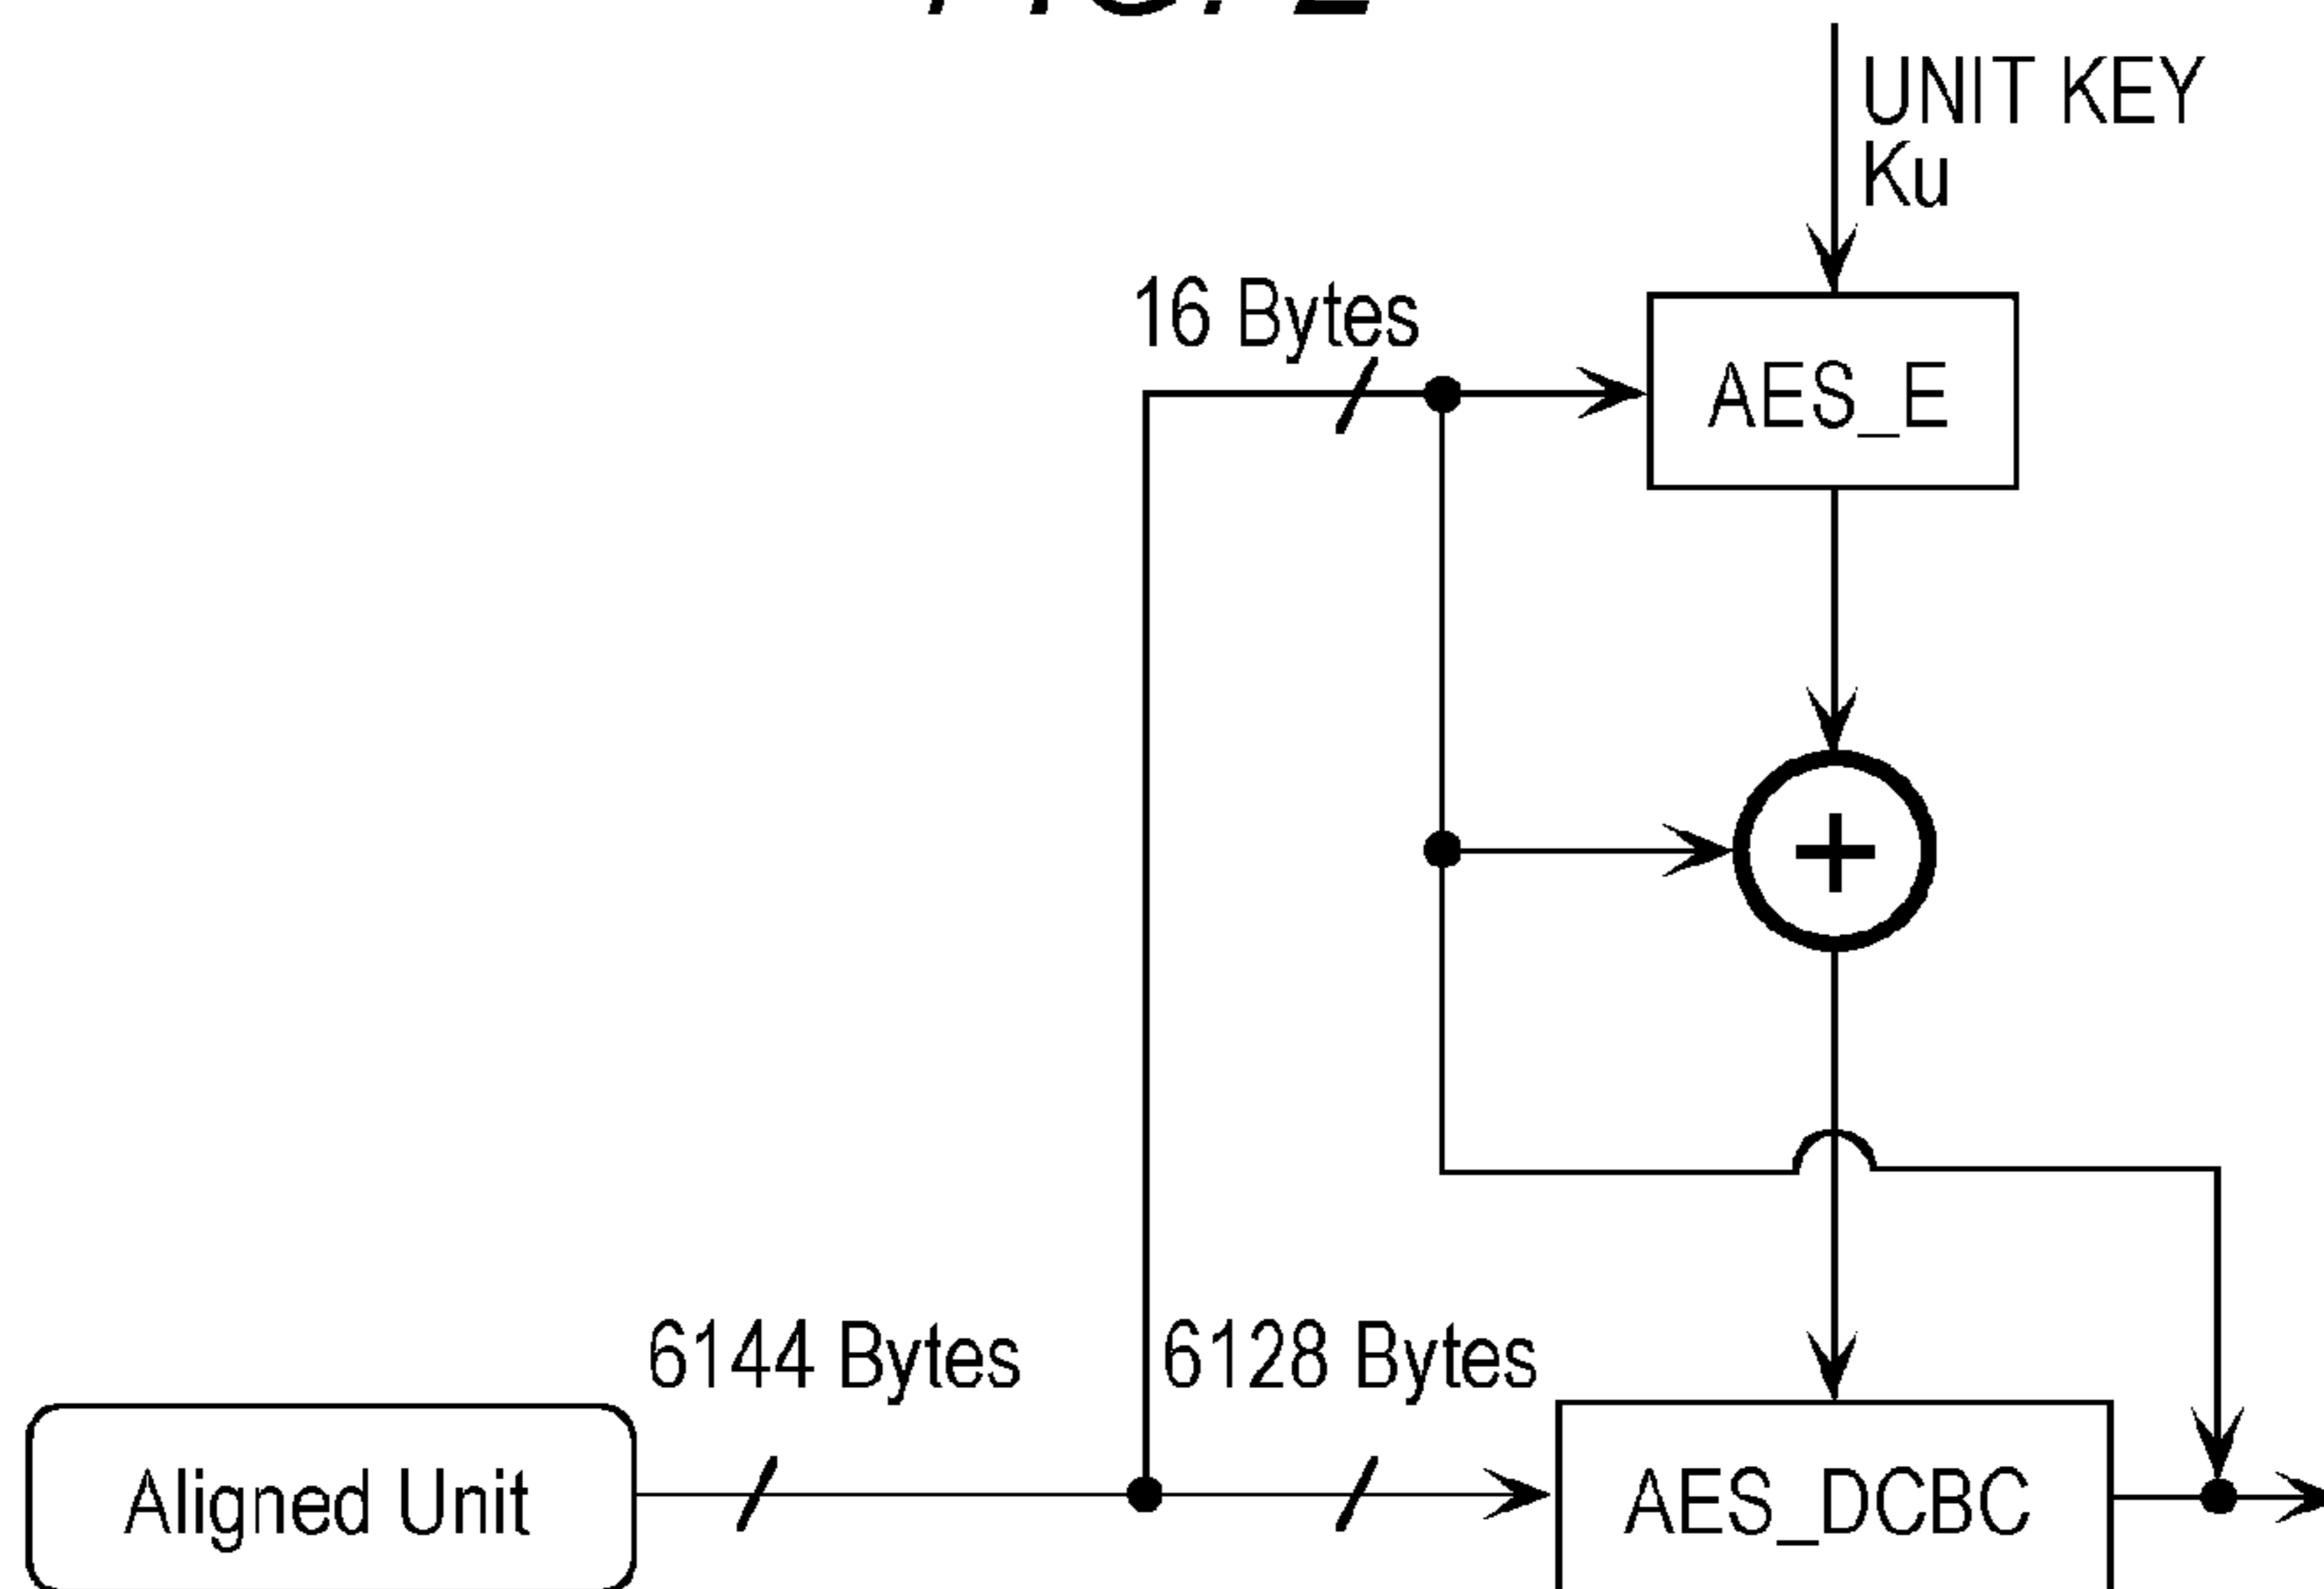 UNIT KEY
Ku
16 Bytes
AES_E
+
6144 Bytes
6128 Bytes
Aligned Unit
AES_DCBC